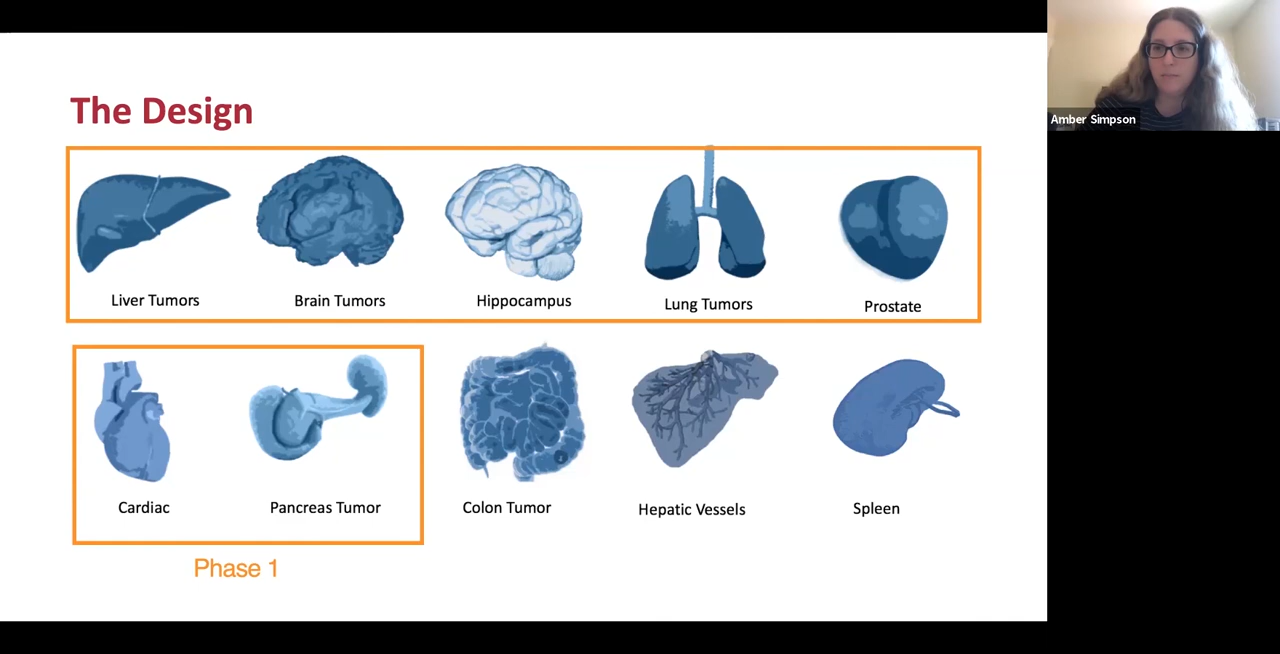 The Design
Amber Simpson
Liver Tumors
Brain Tumors
Hippocampus
Lung Tumors
Prostate
Cardiac
Pancreas Tumor
Colon Tumor
Hepatic Vessels
Spleen
Phase 1